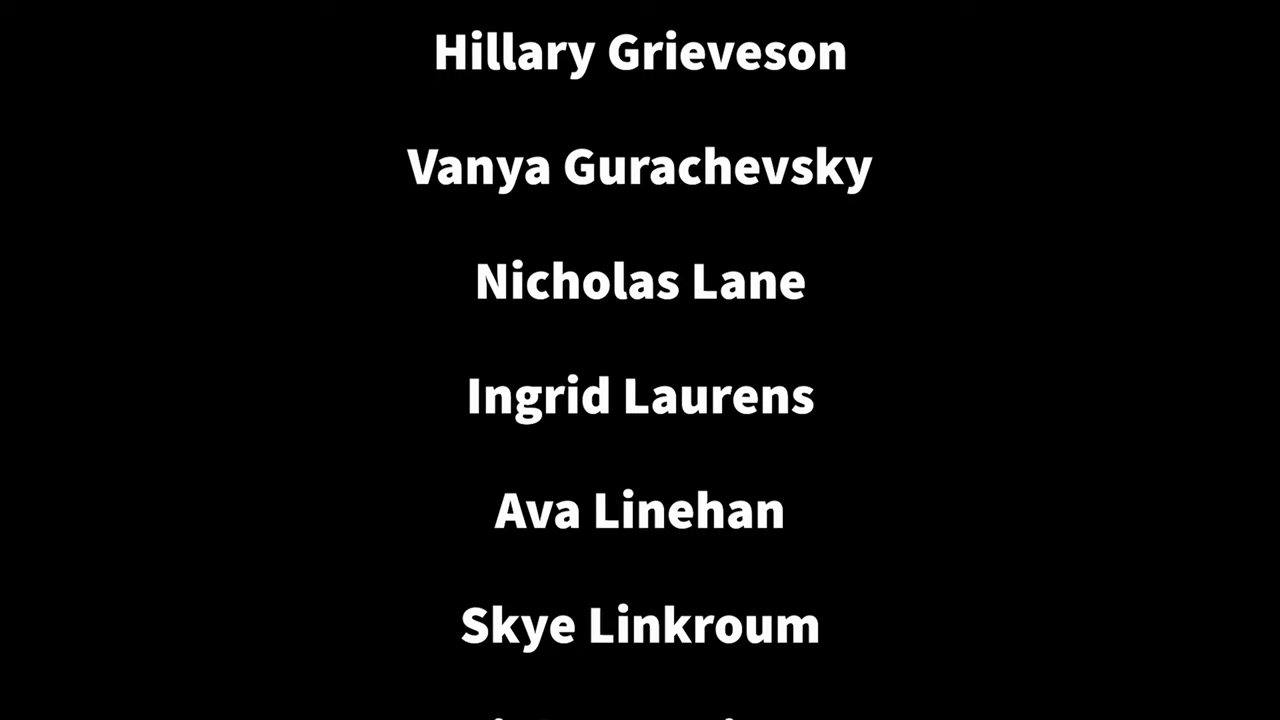 Hillary Grieveson
Vanya Gurachevsky
Nicholas Lane
Ingrid Laurens
Ava Linehan
Skye Linkroum